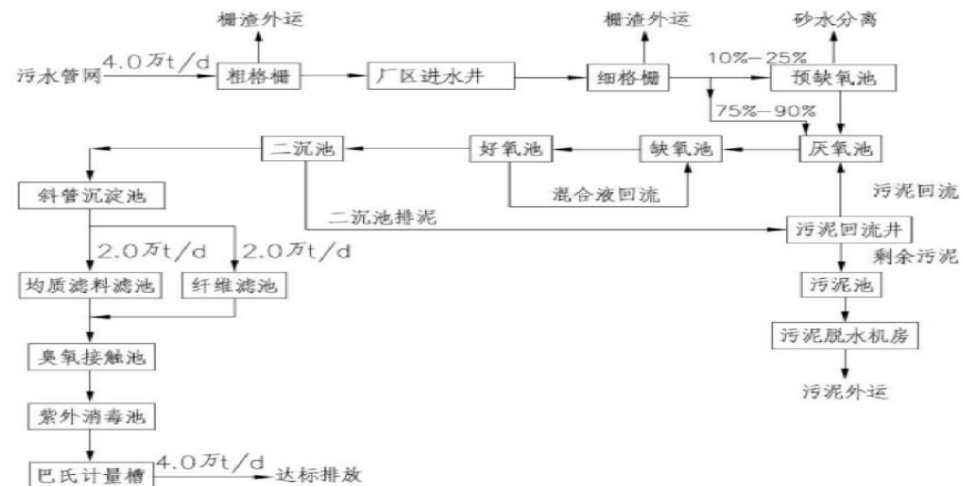 栅渣外运
栅渣外运
砂水分离
污水管网
4.0万t/d
粗格栅
厂区进水井
细格栅
10%-25%
预缺氧池
75%-90%
二沉池
好氧池
缺氧池
厌氧池
斜管沉淀池
混合液回流
污泥回流
二沉池排泥
污泥回流井
2.0万t/d
2.0万t/d
剩余污泥
均质滤料滤池
纤维滤池
污泥池
臭氧接触池
污泥脱水机房
紫外消毒池
污泥外运
巴氏计量槽
4.0万t/d
达标排放